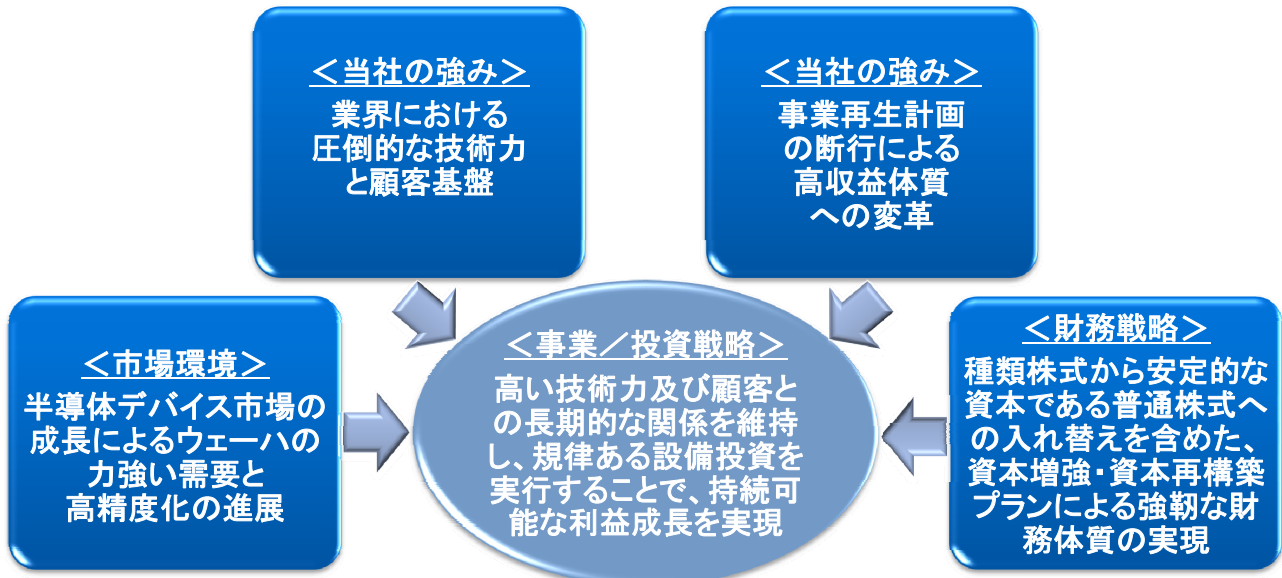 ＜当社の強み＞
業界における
圧倒的な技術力
と顧客基盤
＜当社の強み＞
事業再生計画
の断行による
高収益体質
への変革
＜市場環境＞
半導体デバイス市場の
成長によるウェーハの
力強い需要と
高精度化の進展
＜事業／投資戦略＞
高い技術力及び顧客と
の長期的な関係を維持
し、規律ある設備投資を
実行することで、持続可
能な利益成長を実現
＜財務戦略＞
種類株式から安定的な
資本である普通株式へ
の入れ替えを含めた、
資本増強・資本再構築
プランによる強靭な財
務体質の実現